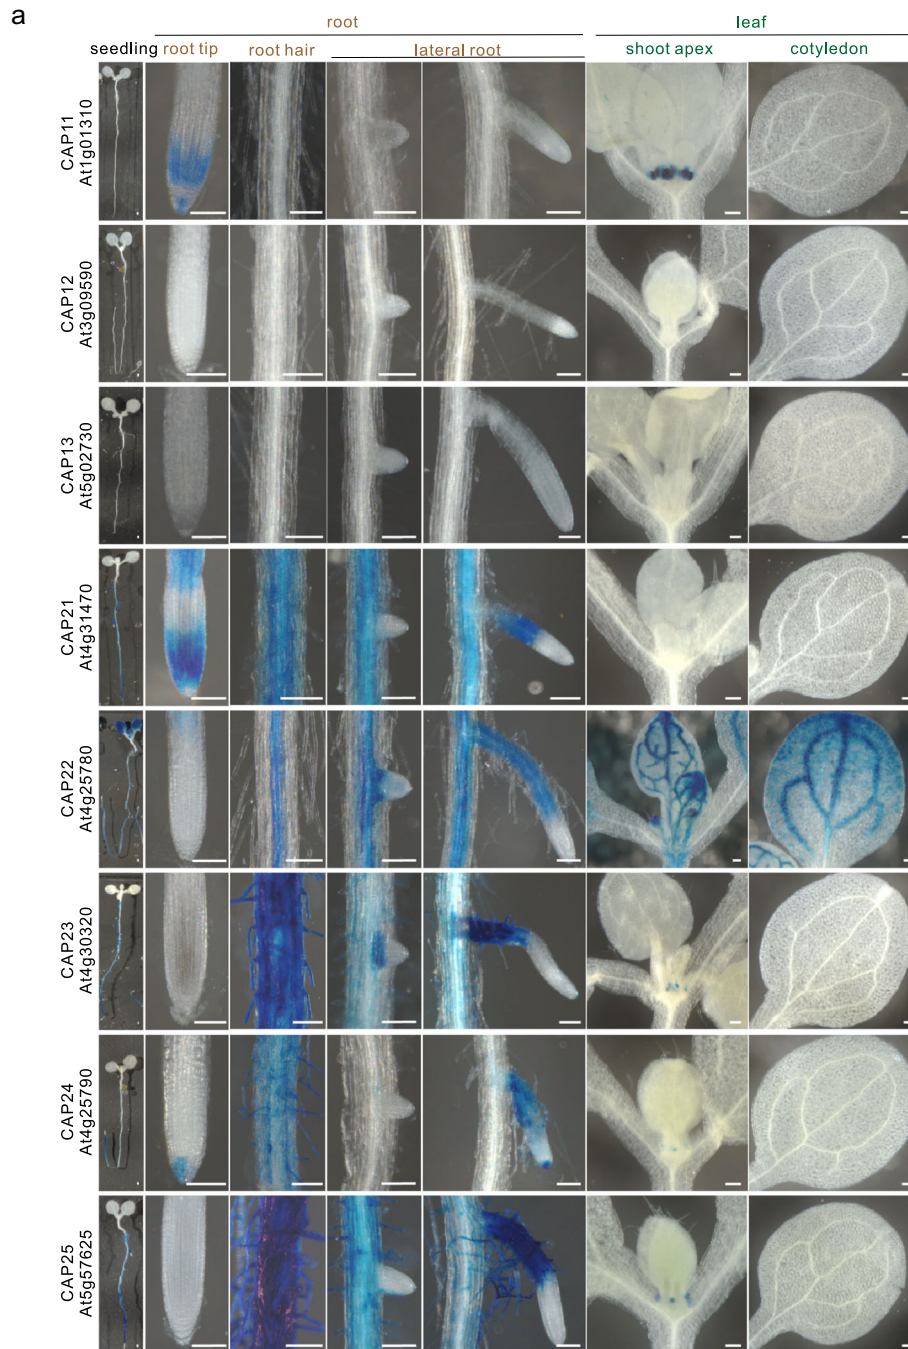 a
root
leaf
seedling
root tip
root hair
lateral root
shoot apex
cotyledon
CAP11
At1g01310
CAP12
At3g09590
CAP13
At5g02730
CAP21
At4g31470
CAP22
At4g25780
CAP23
At4g30320
CAP24
At4g25790
CAP25
At5g57625